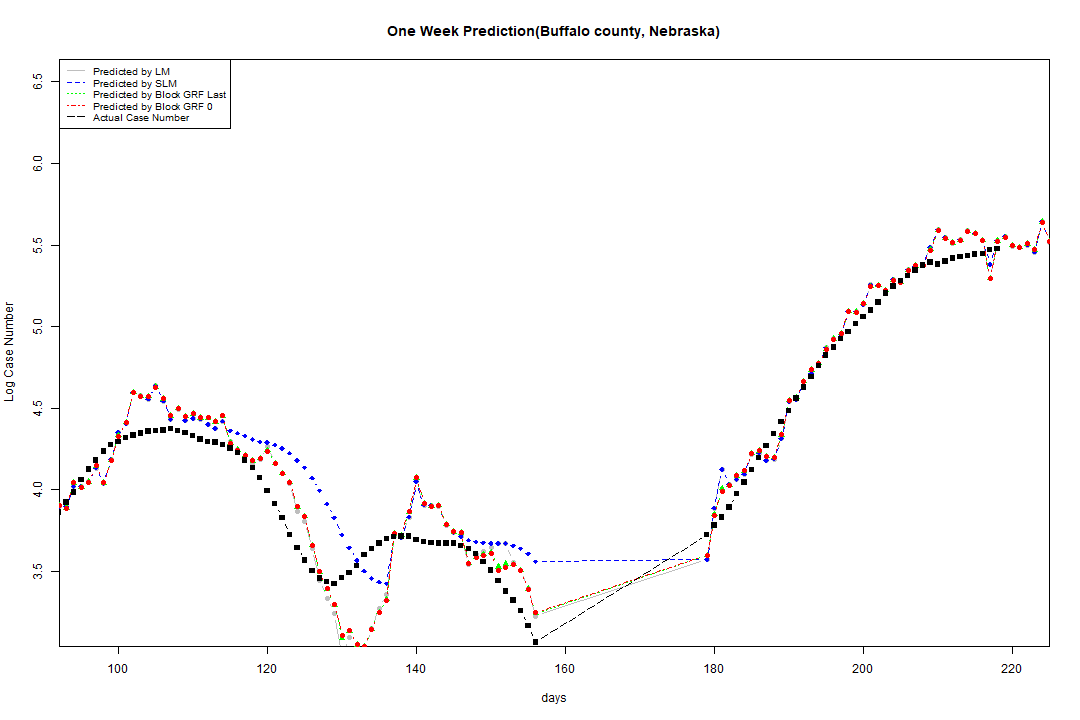 One Week Prediction(Buffalo county, Nebraska)
Predicted by LM
Predicted by SLM
Predicted by Block GRF Last
Predicted by Block GRF 0
Actual Case Number
6.5
6.0
5.5
5.0
4.5
4.0
3.5
Log Case Number
100 120 140 160 180 200 220
days